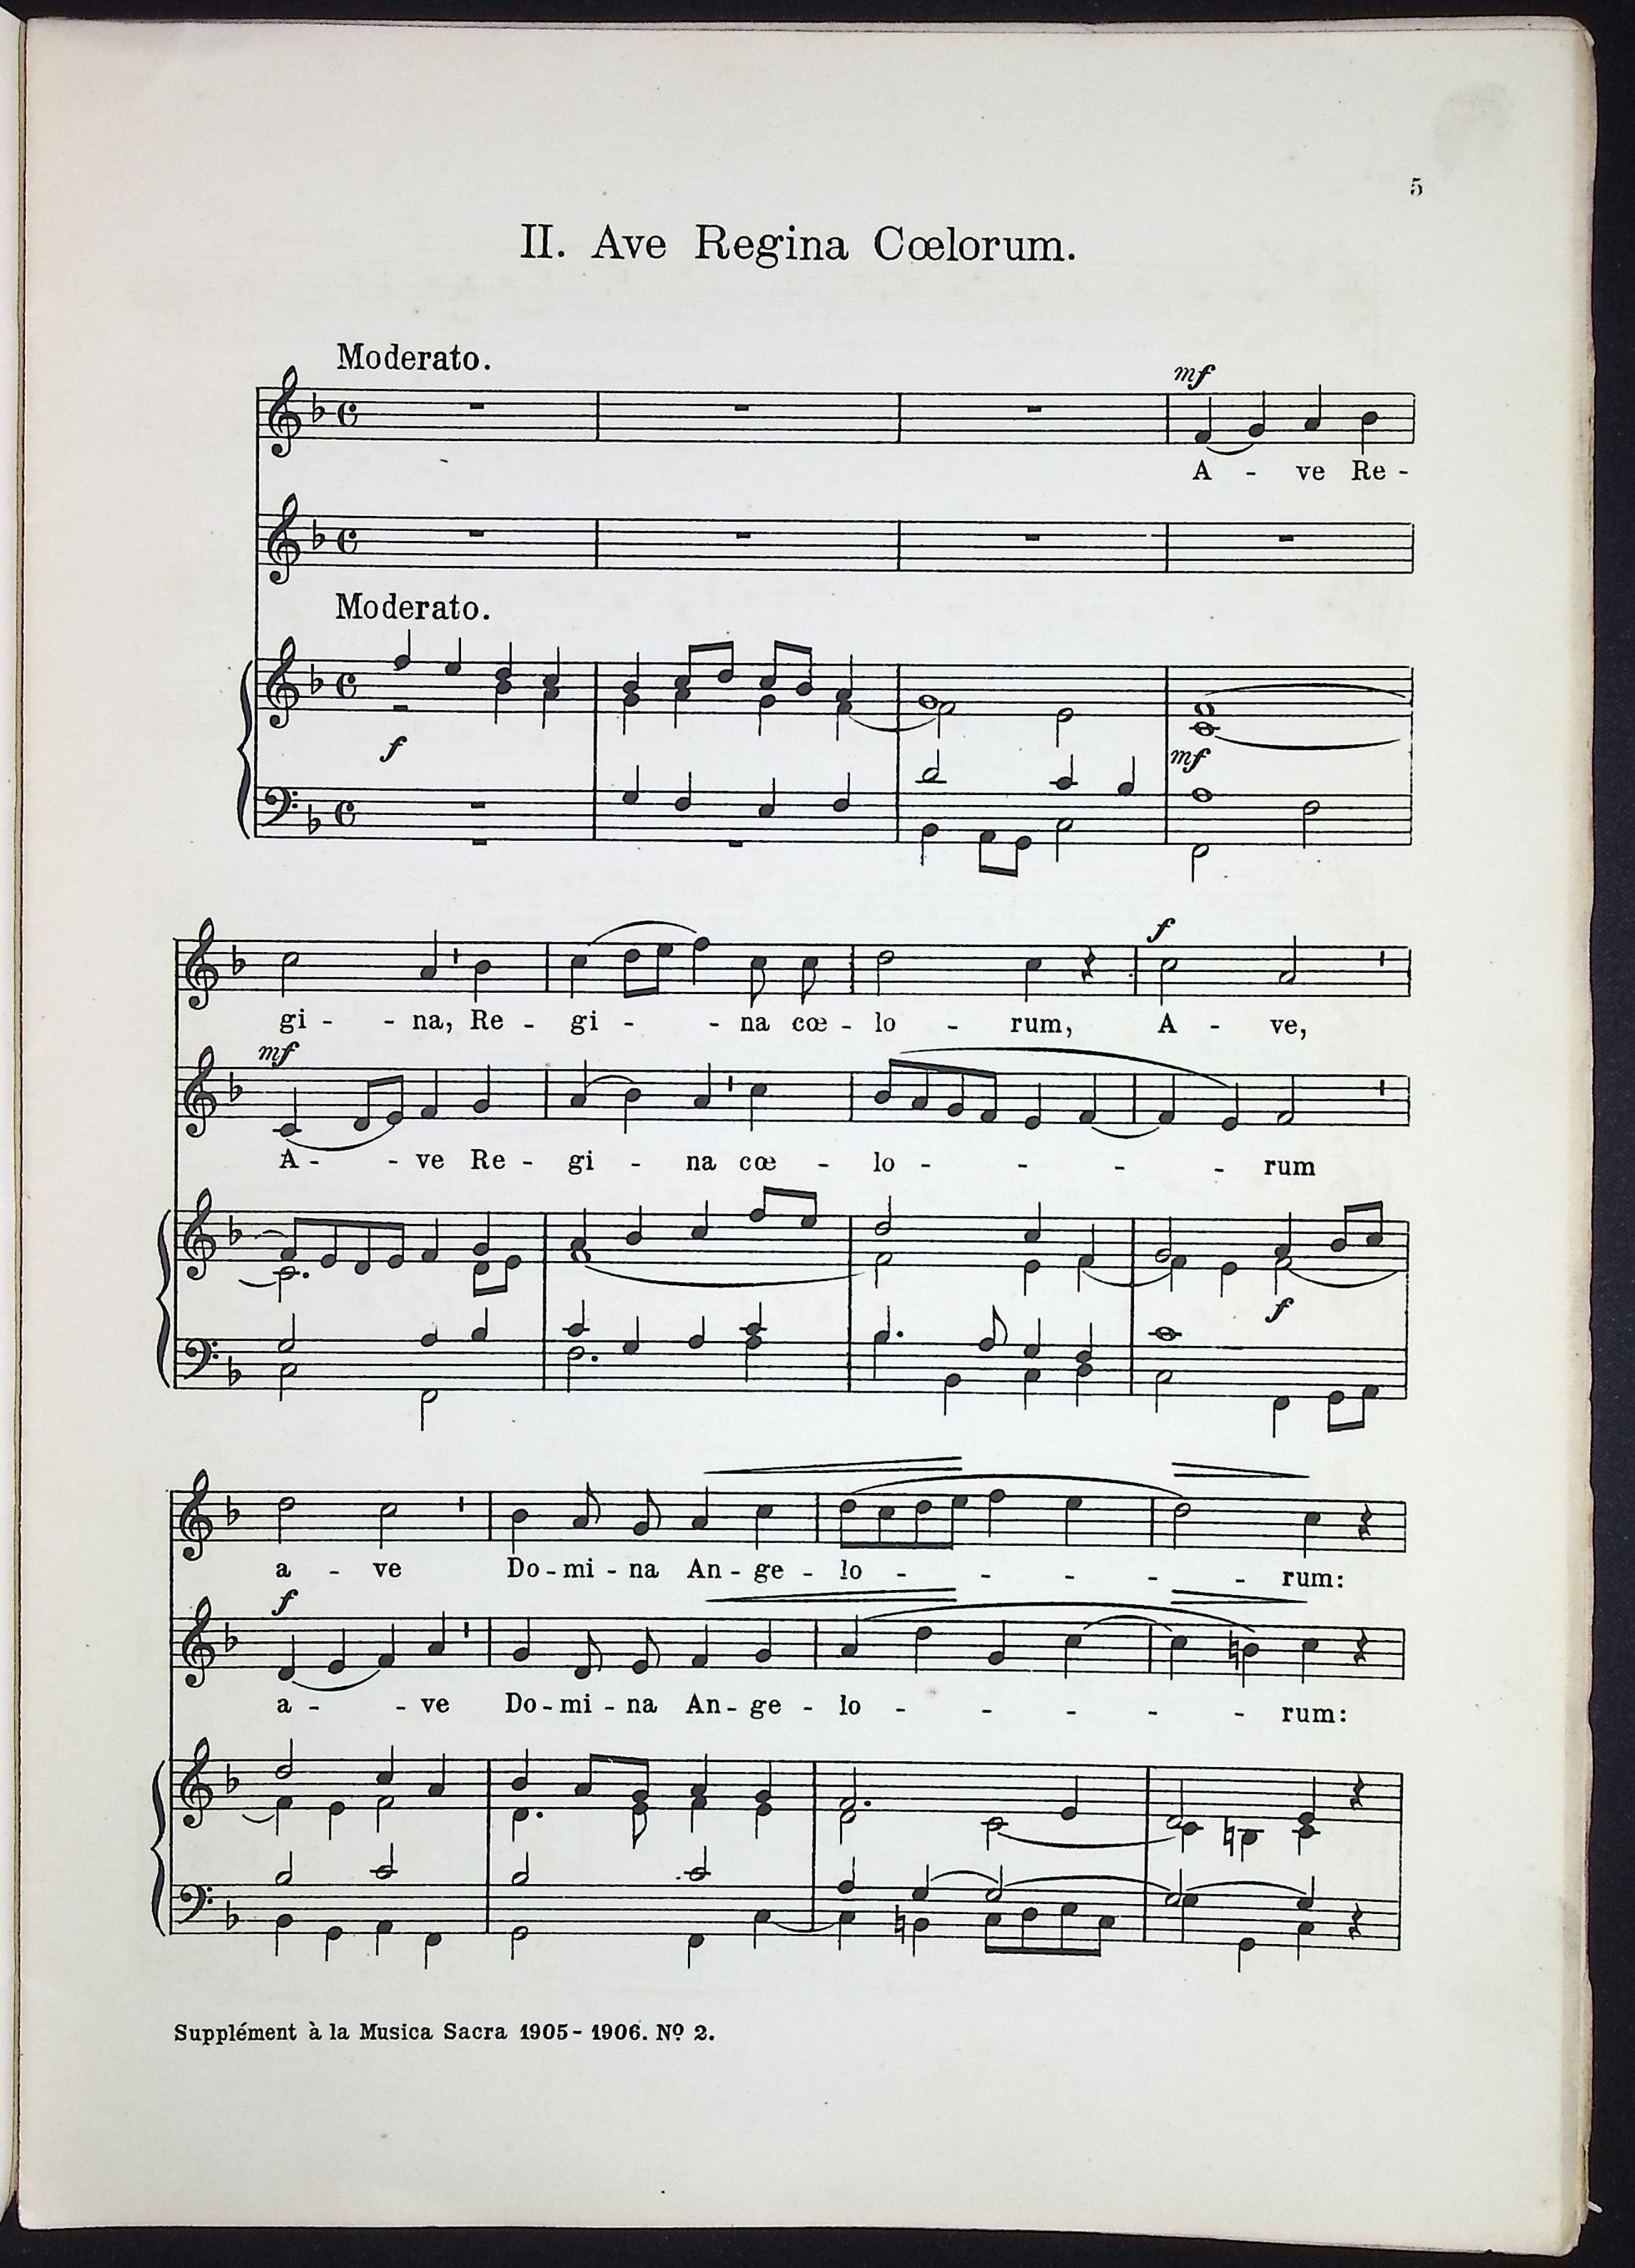 5
II. Ave Regina Cœlorum.
Moderato.
mf
A - ve Re -
Moderato.
f
mf
f
gi - - na, Re - gi - - na cœ - lo - rum, A - ve,
mf
A - - ve Re - gi - na cœ - lo - - - - rum
f
a - ve Do - mi - na An - ge - lo - - - - - rum:
f
a - - ve Do - mi - na An - ge - lo - - - - - rum:
Supplément à la Musica Sacra 1905 - 1906. Nº 2.